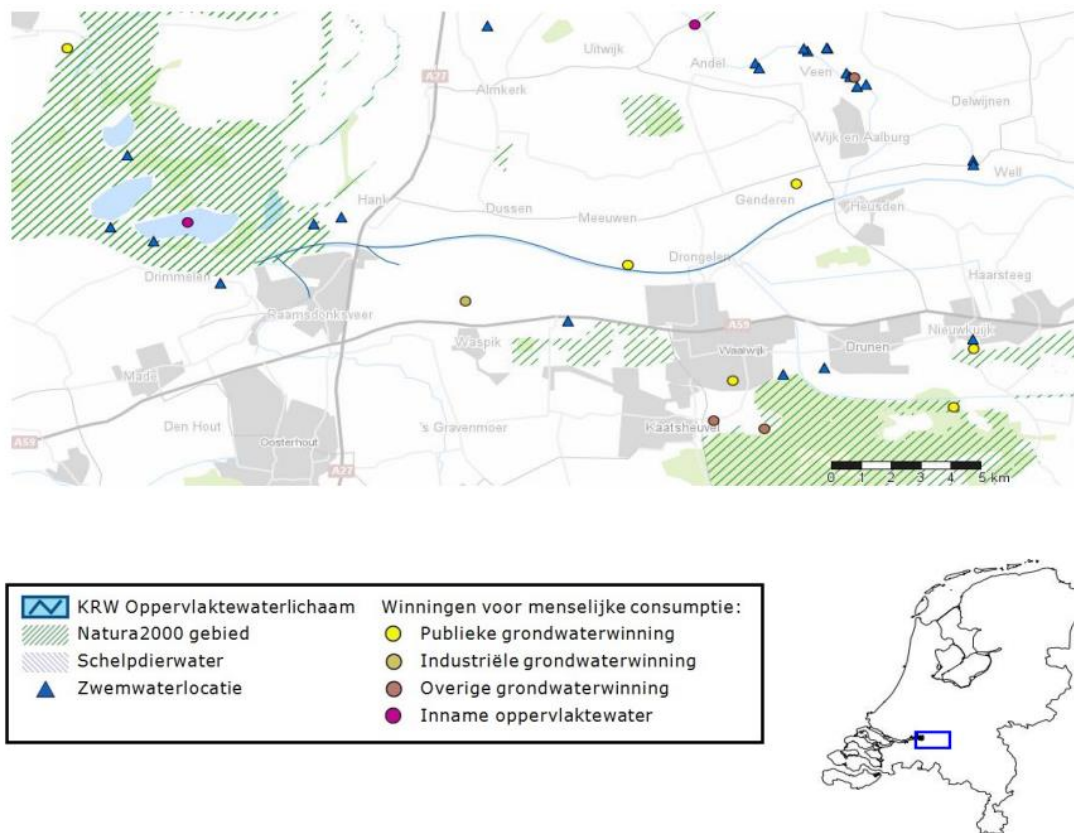 Uitwijk
Andel
Veen
A27
Almkerk
Delwijnen
Wijk en Aalburg
Well
Hank
Genderen
Dussen
Meeuwen
Heusden
Drongelen
Drimmelen
Haarsteeg
Raamsdonksveer
A59
Nieuwkuijk
Waspik
Waalwijk
Drunen
Made
Den Hout
's Gravenmoer
Kaatsheuvel
A59
Oosterhout
A27
0 1 2 3 4 5 km
KRW Oppervlaktewaterlichaam
Natura2000 gebied
Schelpdierwater
Zwemwaterlocatie
Winningen voor menselijke consumptie:
Publieke grondwaterwinning
Industriële grondwaterwinning
Overige grondwaterwinning
Inname oppervlaktewater